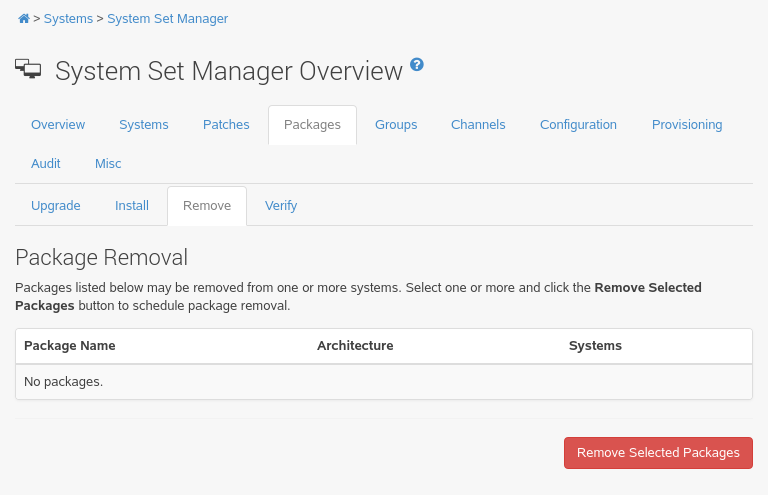 > Systems > System Set Manager
System Set Manager Overview ?
Overview Systems Patches Packages Groups Channels Configuration Provisioning
Audit Misc
Upgrade Install Remove Verify
Package Removal
Packages listed below may be removed from one or more systems. Select one or more and click the Remove Selected
Packages button to schedule package removal.
Package Name Architecture Systems
No packages.
Remove Selected Packages